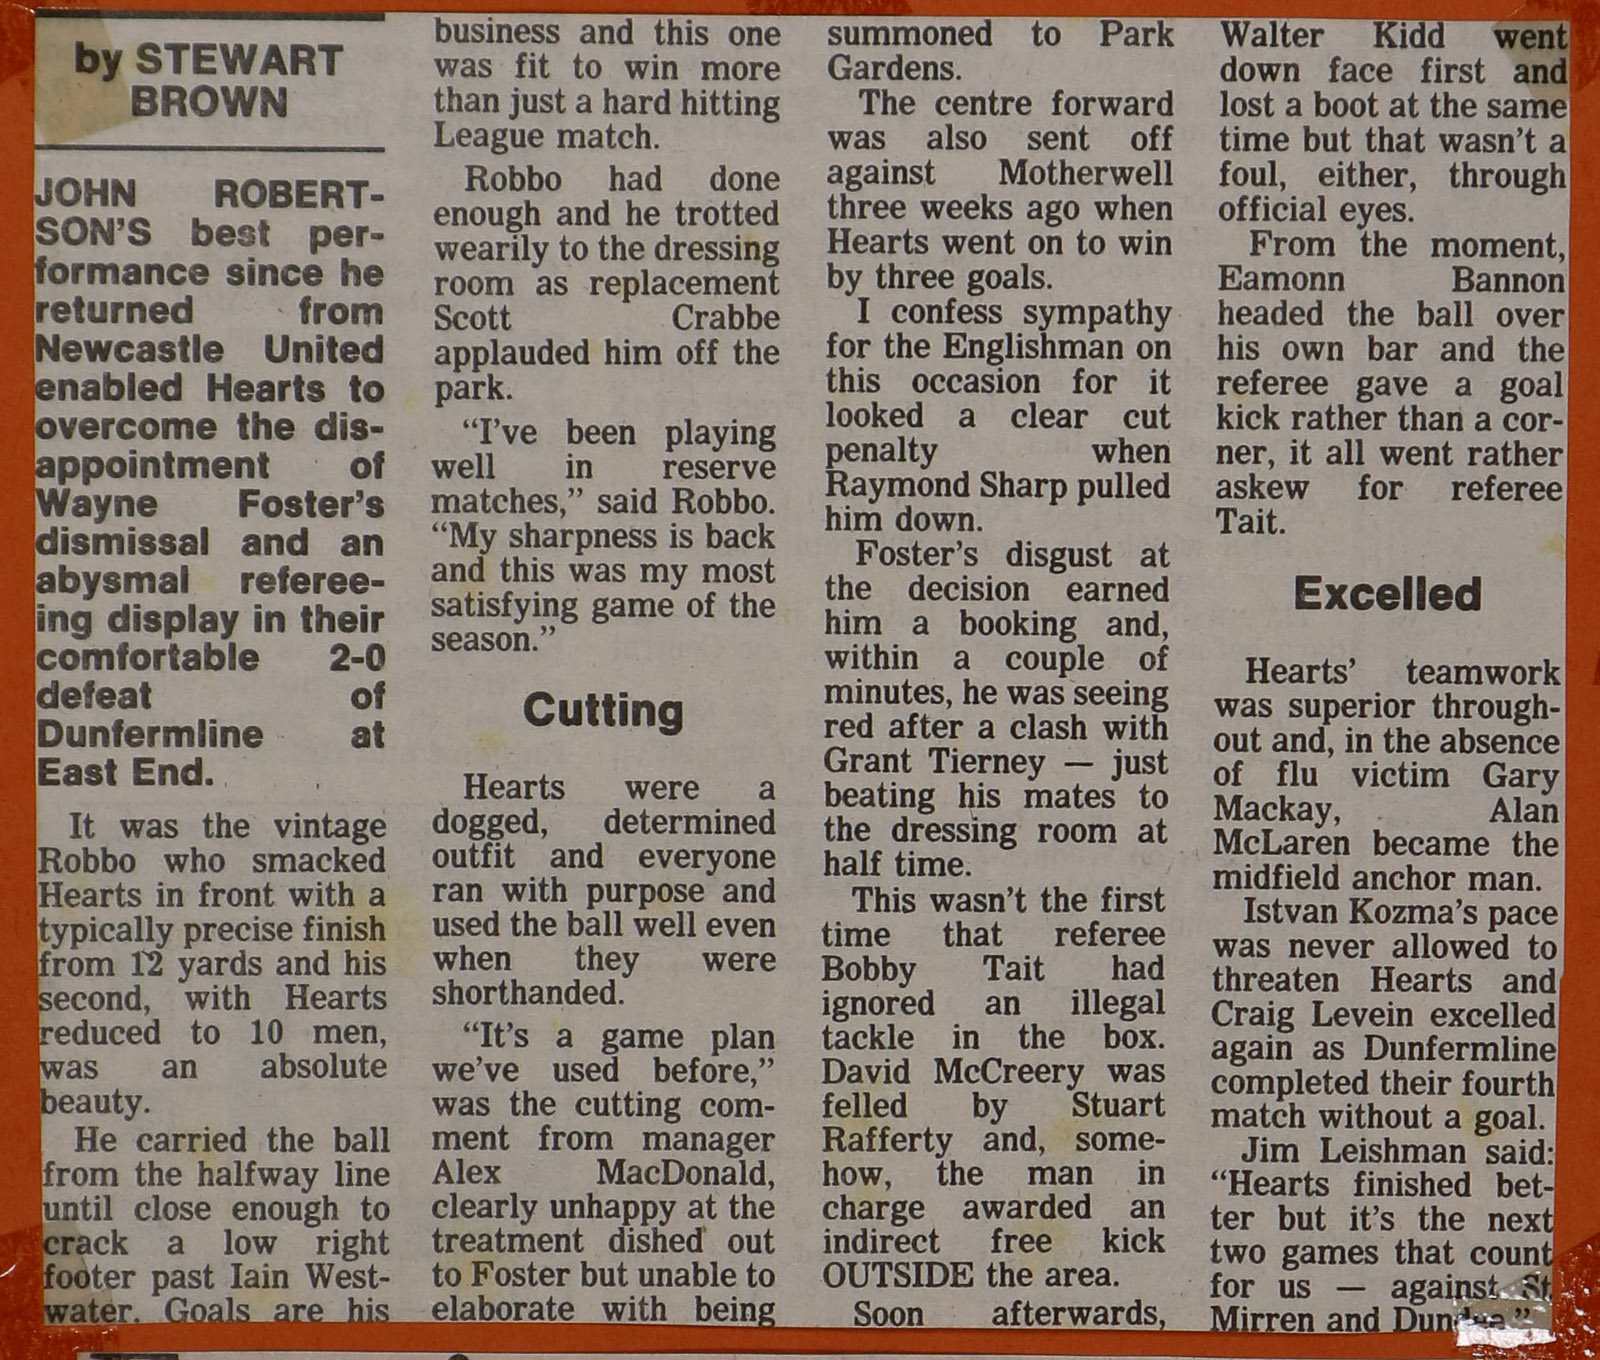 by STEWART
BROWN
JOHN ROBERT-
SON'S best per-
formance since he
returned from
Newcastle United
enabled Hearts to
overcome the dis-
appointment of
Wayne Foster's
dismissal and an
abysmal referee-
ing display in their
comfortable 2-0
defeat of
Dunfermline at
East End.
It was the vintage
Robbo who smacked
Hearts in front with a
typically precise finish
from 12 yards and his
second, with Hearts
reduced to 10 men,
was an absolute
beauty.
He carried the ball
from the halfway line
until close enough to
crack a low right
footer past Iain West-
water. Goals are his
business and this one
was fit to win more
than just a hard hitting
League match.
Robbo had done
enough and he trotted
wearily to the dressing
room as replacement
Scott Crabbe
applauded him off the
park.
“I've been playing
well in reserve
matches,” said Robbo.
“My sharpness is back
and this was my most
satisfying game of the
season.”
Cutting
Hearts were a
dogged, determined
outfit and everyone
ran with purpose and
used the ball well even
when they were
shorthanded.
“It's a game plan
we've used before,”
was the cutting com-
ment from manager
Alex MacDonald,
clearly unhappy at the
treatment dished out
to Foster but unable to
elaborate with being
summoned to Park
Gardens.
The centre forward
was also sent off
against Motherwell
three weeks ago when
Hearts went on to win
by three goals.
I confess sympathy
for the Englishman on
this occasion for it
looked a clear cut
penalty when
Raymond Sharp pulled
him down.
Foster's disgust at
the decision earned
him a booking and,
within a couple of
minutes, he was seeing
red after a clash with
Grant Tierney — just
beating his mates to
the dressing room at
half time.
This wasn't the first
time that referee
Bobby Tait had
ignored an illegal
tackle in the box.
David McCreery was
felled by Stuart
Rafferty and, some-
how, the man in
charge awarded an
indirect free kick
OUTSIDE the area.
Soon afterwards,
Walter Kidd went
down face first and
lost a boot at the same
time but that wasn't a
foul, either, through
official eyes.
From the moment,
Eamonn Bannon
headed the ball over
his own bar and the
referee gave a goal
kick rather than a cor-
ner, it all went rather
askew for referee
Tait.
Excelled
Hearts' teamwork
was superior through-
out and, in the absence
of flu victim Gary
Mackay, Alan
McLaren became the
midfield anchor man.
Istvan Kozma's pace
was never allowed to
threaten Hearts and
Craig Levein excelled
again as Dunfermline
completed their fourth
match without a goal.
Jim Leishman said:
“Hearts finished bet-
ter but it's the next
two games that count
for us — against St.
Mirren and Dundee”